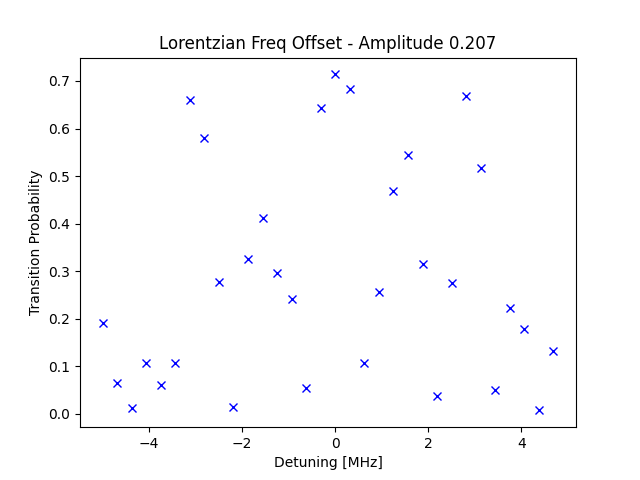 Lorentzian Freq Offset - Amplitude 0.207
0.7
0.6
0.5
0.4
0.3
0.2
0.1
0.0
Transition Probability
−4 −2 0 2 4
Detuning [MHz]